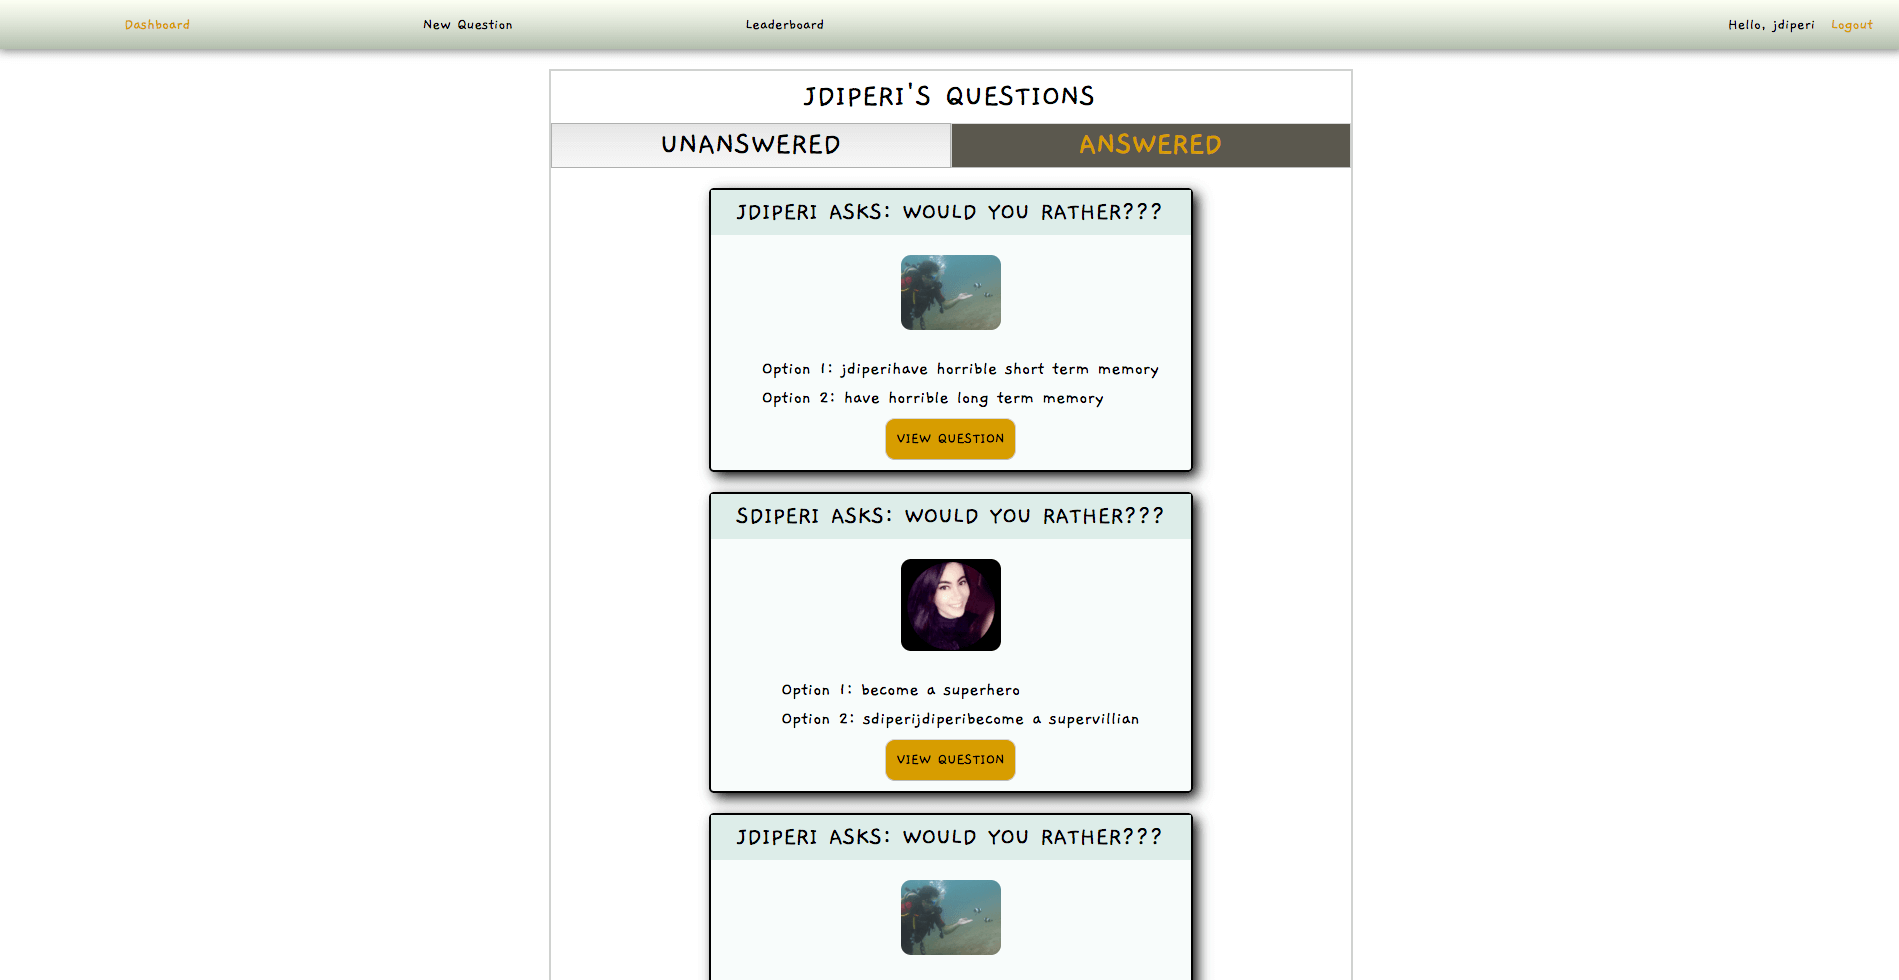 Dashboard New Question Leaderboard Hello, jdiperi Logout
JDIPERI'S QUESTIONS
UNANSWERED ANSWERED
JDIPERI ASKS: WOULD YOU RATHER???
Option 1: jdiperihave horrible short term memory
Option 2: have horrible long term memory
VIEW QUESTION
SDIPERI ASKS: WOULD YOU RATHER???
Option 1: become a superhero
Option 2: sdiperijdiperibecome a supervillian
VIEW QUESTION
JDIPERI ASKS: WOULD YOU RATHER???